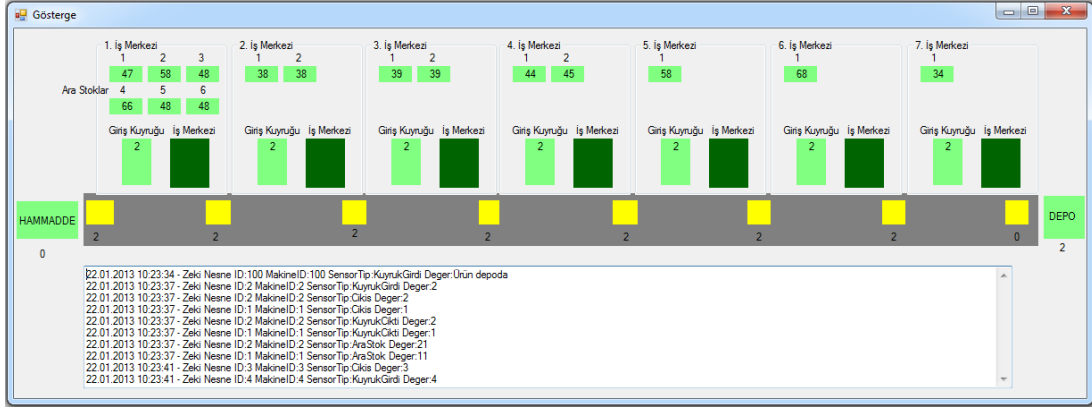 Gösterge
1. İş Merkezi 2. İş Merkezi 3. İş Merkezi 4. İş Merkezi 5. İş Merkezi 6. İş Merkezi 7. İş Merkezi
1 2 3 1 2 1 2 1 2 1 1 1
47 58 48 38 38 39 39 44 45 58 68 34
Ara Stoklar 4 5 6
66 48 48
Giriş Kuyruğu İş Merkezi Giriş Kuyruğu İş Merkezi Giriş Kuyruğu İş Merkezi Giriş Kuyruğu İş Merkezi Giriş Kuyruğu İş Merkezi Giriş Kuyruğu İş Merkezi Giriş Kuyruğu İş Merkezi
2 2 2 2 2 2 2
HAMMADDE DEPO
2 2 2 2 2 2 2 0
0 2
22.01.2013 10:23:34 - Zeki Nesne ID:100 MakineID:100 SensorTip:KuyrukGirdi Deger:Ürün depoda
22.01.2013 10:23:37 - Zeki Nesne ID:2 MakineID:2 SensorTip:KuyrukGirdi Deger:2
22.01.2013 10:23:37 - Zeki Nesne ID:2 MakineID:2 SensorTip:Cikis Deger:2
22.01.2013 10:23:37 - Zeki Nesne ID:1 MakineID:1 SensorTip:Cikis Deger:1
22.01.2013 10:23:37 - Zeki Nesne ID:2 MakineID:2 SensorTip:KuyrukCikti Deger:2
22.01.2013 10:23:37 - Zeki Nesne ID:1 MakineID:1 SensorTip:KuyrukCikti Deger:1
22.01.2013 10:23:37 - Zeki Nesne ID:2 MakineID:2 SensorTip:AraStok Deger:21
22.01.2013 10:23:37 - Zeki Nesne ID:1 MakineID:1 SensorTip:AraStok Deger:11
22.01.2013 10:23:41 - Zeki Nesne ID:3 MakineID:3 SensorTip:Cikis Deger:3
22.01.2013 10:23:41 - Zeki Nesne ID:4 MakineID:4 SensorTip:KuyrukGirdi Deger:4